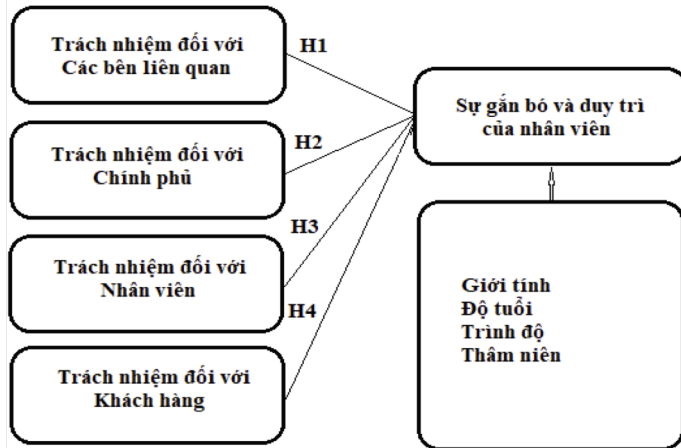 Trách nhiệm đối với
Các bên liên quan
H1
Sự gắn bó và duy trì
của nhân viên
Trách nhiệm đối với
Chính phủ
H2
Trách nhiệm đối với
Nhân viên
H3
H4
Trách nhiệm đối với
Khách hàng
Giới tính
Độ tuổi
Trình độ
Thâm niên